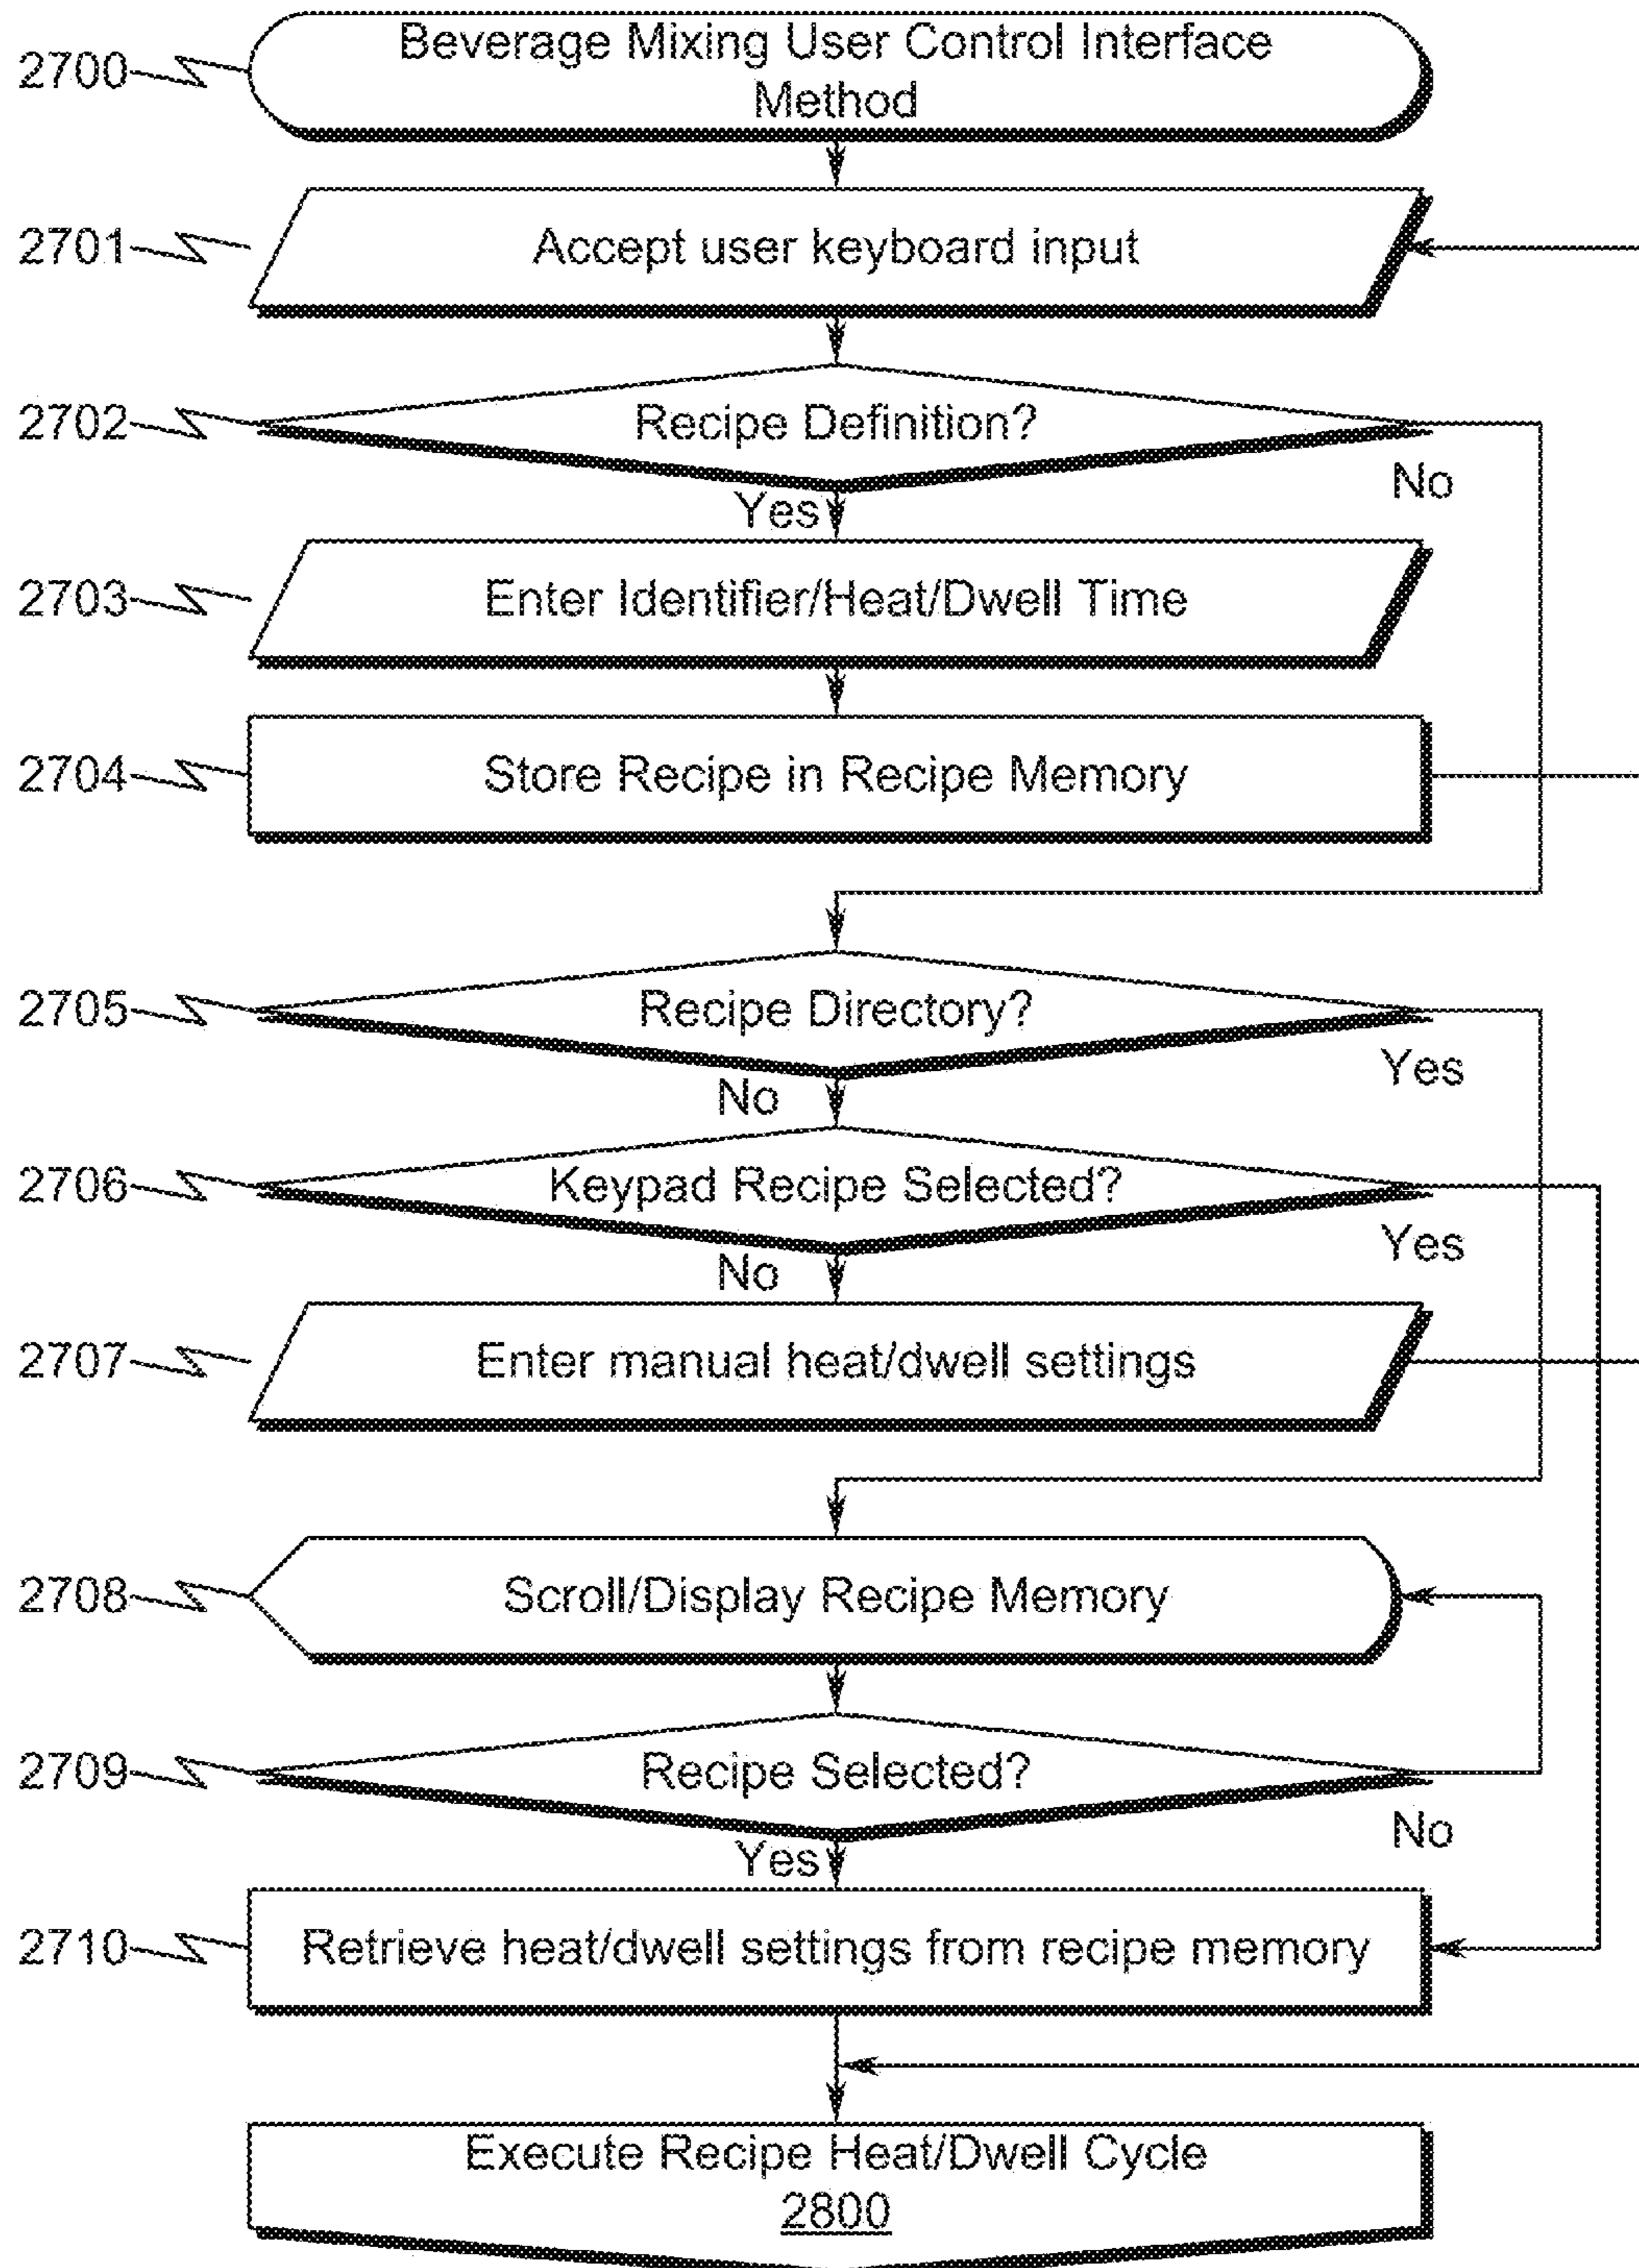 2700
Beverage Mixing User Control Interface
Method
2701
Accept user keyboard input
2702
Recipe Definition?
No
Yes
2703
Enter Identifier/Heat/Dwell Time
2704
Store Recipe in Recipe Memory
2705
Recipe Directory?
Yes
No
2706
Keypad Recipe Selected?
Yes
No
2707
Enter manual heat/dwell settings
2708
Scroll/Display Recipe Memory
2709
Recipe Selected?
No
Yes
2710
Retrieve heat/dwell settings from recipe memory
Execute Recipe Heat/Dwell Cycle
2800